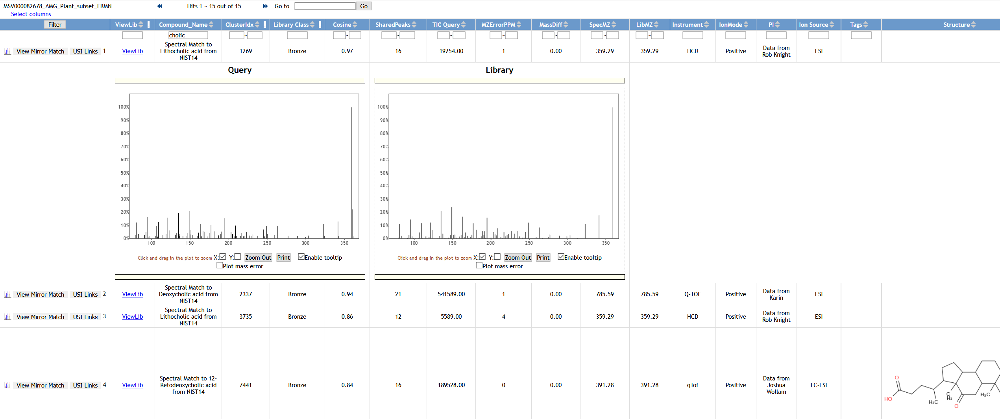 MSV000082678_AMG_Plant_subset_FBMN Hits 1 ~ 15 out of 15 Go to Go
Select columns
Filter ViewLib Compound_Name ClusterIdx Library Class Cosine SharedPeaks TIC Query MZErrorPPM MassDiff SpecMZ LibMZ Instrument IonMode PI Ion Source Tags Structure
cholic ~ ~ ~ ~ ~ ~ ~ ~
View Mirror Match USI Links 1 ViewLib Spectral Match to Lithocholic acid from NIST14 1269 Bronze 0.97 16 19254.00 1 0.00 359.29 359.29 HCD Positive Data from Rob Knight ESI
Query Library
100% 100%
90% 90%
80% 80%
70% 70%
60% 60%
50% 50%
40% 40%
30% 30%
20% 20%
10% 10%
0% 0%
100 150 200 250 300 350 100 150 200 250 300 350
Click and drag in the plot to zoom X: Y: Zoom Out Print Enable tooltip Click and drag in the plot to zoom X: Y: Zoom Out Print Enable tooltip
Plot mass error Plot mass error
View Mirror Match USI Links 2 ViewLib Spectral Match to Deoxycholic acid from NIST14 2337 Bronze 0.94 21 541589.00 1 0.00 785.59 785.59 Q-TOF Positive Data from Karin ESI
View Mirror Match USI Links 3 ViewLib Spectral Match to Lithocholic acid from NIST14 3735 Bronze 0.86 12 5589.00 4 0.00 359.29 359.29 HCD Positive Data from Rob Knight ESI
View Mirror Match USI Links 4 ViewLib Spectral Match to 12-Ketodeoxycholic acid from NIST14 7441 Bronze 0.84 16 189528.00 0 0.00 391.28 391.28 qTof Positive Data from Joshua Wollam LC-ESI
O
HO
H₃C
C
H₃
O
H₃C